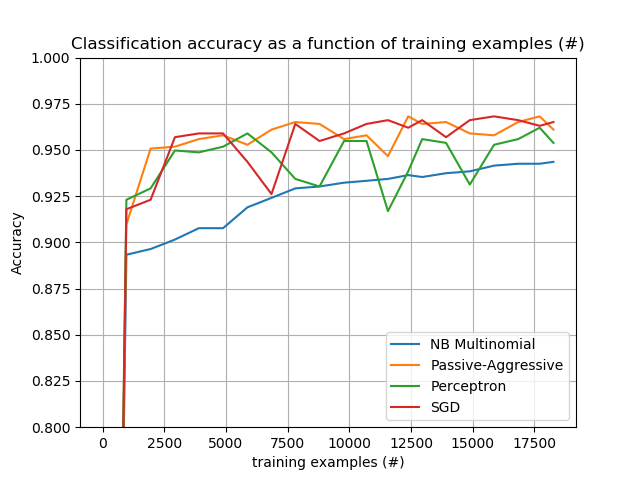 Classification accuracy as a function of training examples (#)
1.000
0.975
0.950
0.925
0.900
0.875
0.850
0.825
0.800
Accuracy
0 2500 5000 7500 10000 12500 15000 17500
training examples (#)
NB Multinomial
Passive-Aggressive
Perceptron
SGD